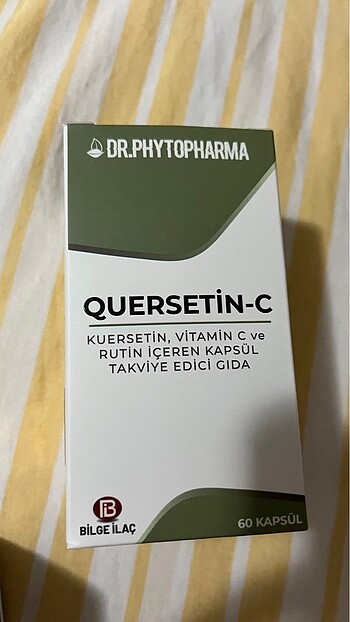 DR.PHYTOPHARMA
QUERSETİN-C
KUERSETİN, VİTAMİN C ve
RUTİN İÇEREN KAPSÜL
TAKVİYE EDİCİ GIDA
BİLGE İLAÇ
60 KAPSÜL